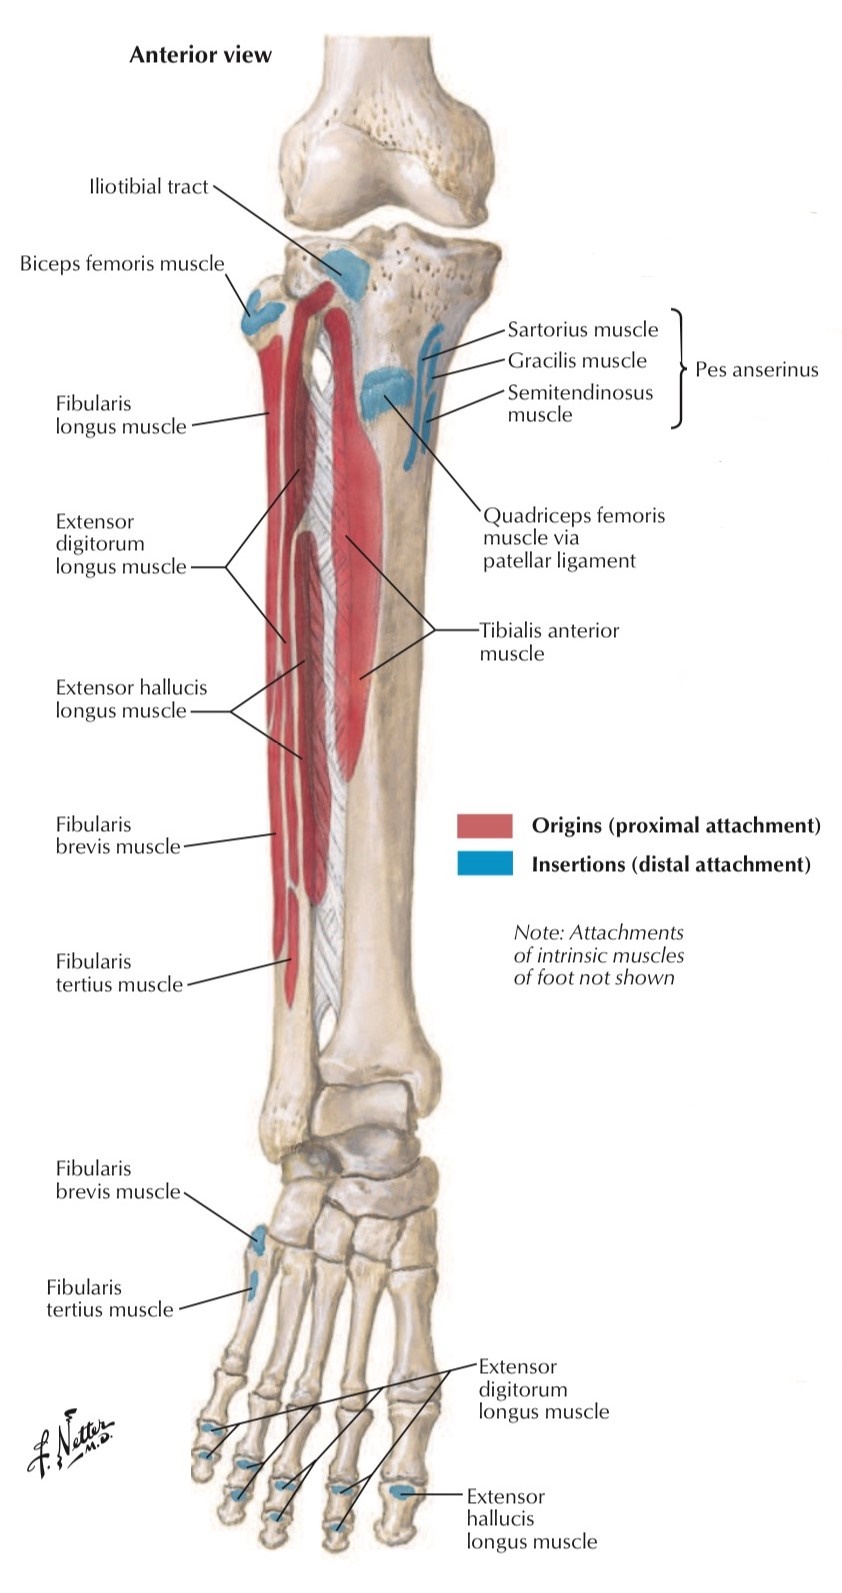 Anterior view
Iliotibial tract
Biceps femoris muscle
Sartorius muscle
Gracilis muscle
Semitendinosus
muscle
Pes anserinus
Fibularis
longus muscle
Quadriceps femoris
muscle via
patellar ligament
Extensor
digitorum
longus muscle
Tibialis anterior
muscle
Extensor hallucis
longus muscle
Fibularis
brevis muscle
Origins (proximal attachment)
Insertions (distal attachment)
Note: Attachments
of intrinsic muscles
of foot not shown
Fibularis
tertius muscle
Fibularis
brevis muscle
Fibularis
tertius muscle
Extensor
digitorum
longus muscle
F. Netter
M.D.
Extensor
hallucis
longus muscle